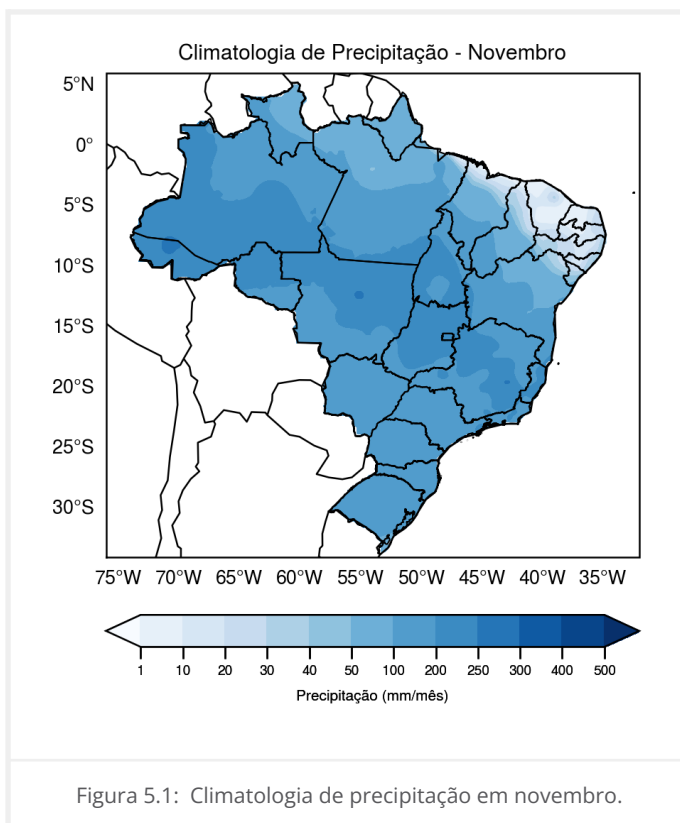 Climatologia de Precipitação - Novembro
5°N
0°
5°S
10°S
15°S
20°S
25°S
30°S
75°W 70°W 65°W 60°W 55°W 50°W 45°W 40°W 35°W
1 10 20 30 40 50 100 200 250 300 400 500
Precipitação (mm/mês)
Figura 5.1: Climatologia de precipitação em novembro.